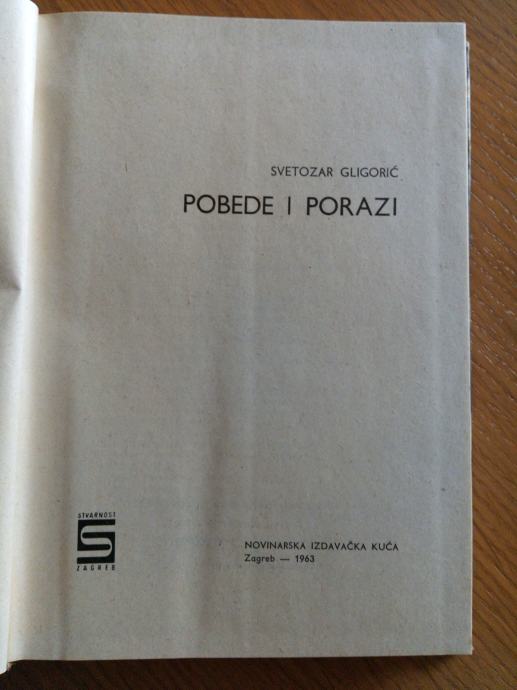 SVETOZAR GLIGORIĆ
POBEDE I PORAZI
STVARNOST
S
ZAGREB
NOVINARSKA IZDAVAČKA KUĆA
Zagreb — 1963